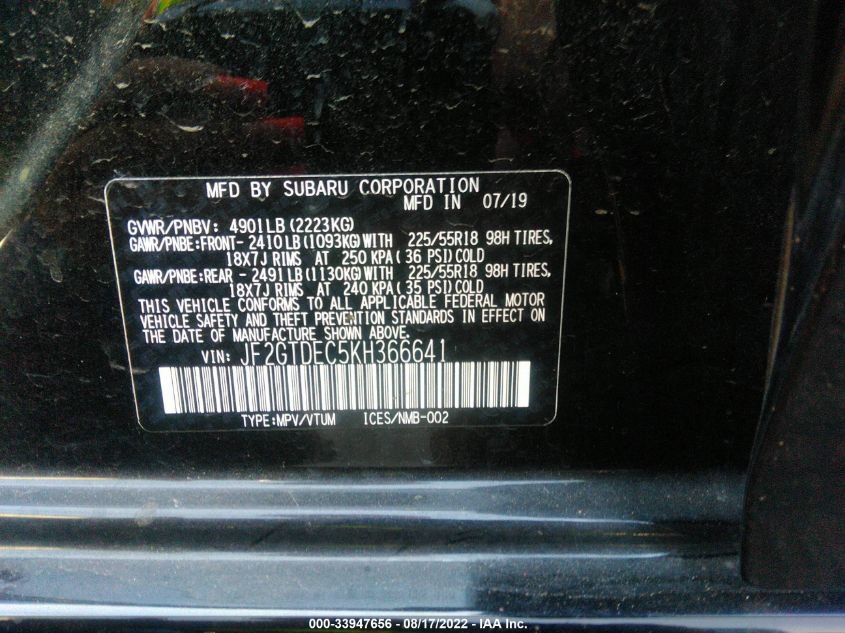 MFD BY SUBARU CORPORATION
MFD IN 07/19
GVWR/PNBV: 4901LB (2223KG)
GAWR/PNBE:FRONT- 2410LB(1093KG)WITH 225/55R18 98H TIRES,
18X7J RIMS AT 250 KPA( 36 PSI)COLD
GAWR/PNBE:REAR - 2491LB(1130KG)WITH 225/55R18 98H TIRES,
18X7J RIMS AT 240 KPA( 35 PSI)COLD
THIS VEHICLE CONFORMS TO ALL APPLICABLE FEDERAL MOTOR
VEHICLE SAFETY AND THEFT PREVENTION STANDARDS IN EFFECT ON
THE DATE OF MANUFACTURE SHOWN ABOVE.
VIN: JF2GTDEC5KH366641
TYPE:MPV/VTUM ICES/NMB-002
000-33947656 - 08/17/2022 - IAA Inc.